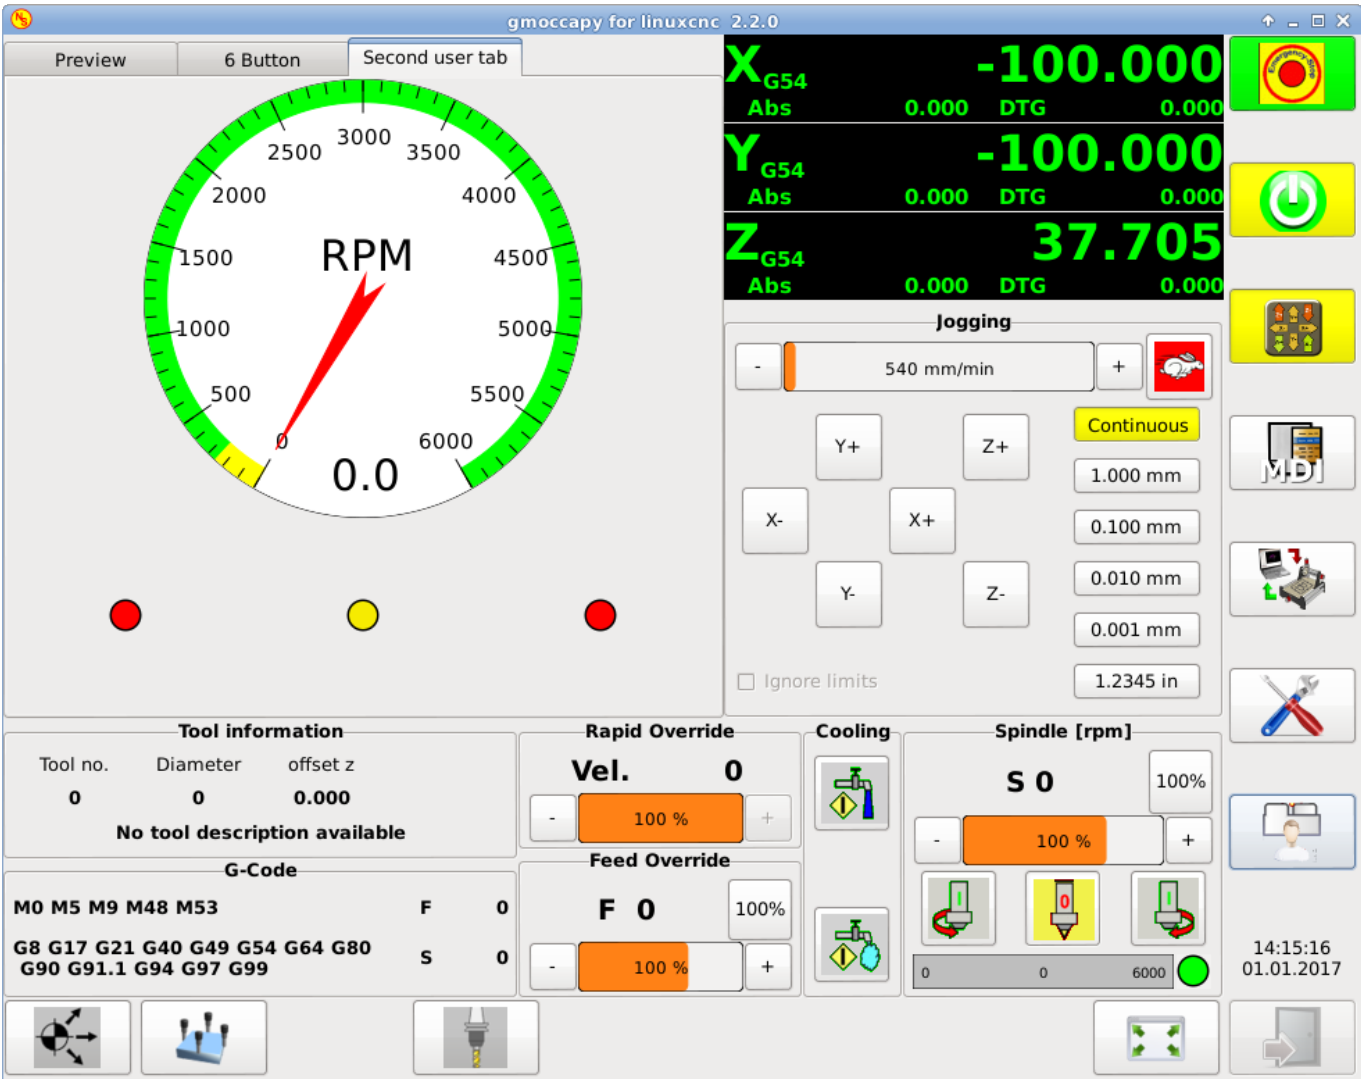 gmoccapy for linuxcnc 2.2.0
Preview
6 Button
Second user tab
0
500
1000
1500
2000
2500
3000
3500
4000
4500
5000
5500
6000
RPM
0.0
X G54 -100.000
Abs 0.000 DTG 0.000
Y G54 -100.000
Abs 0.000 DTG 0.000
Z G54 37.705
Abs 0.000 DTG 0.000
Jogging
- 540 mm/min +
Y+
Z+
X-
X+
Y-
Z-
Continuous
1.000 mm
0.100 mm
0.010 mm
0.001 mm
1.2345 in
Ignore limits
Emergency-Stop
MDI
Tool information
Tool no. Diameter offset z
0 0 0.000
No tool description available
G-Code
M0 M5 M9 M48 M53
F 0
G8 G17 G21 G40 G49 G54 G64 G80
G90 G91.1 G94 G97 G99
S 0
Rapid Override
Vel. 0
- 100 % +
Feed Override
F 0 100%
- 100 % +
Cooling
Spindle [rpm]
S 0 100%
- 100 % +
I 0 I
0 0 6000
14:15:16
01.01.2017